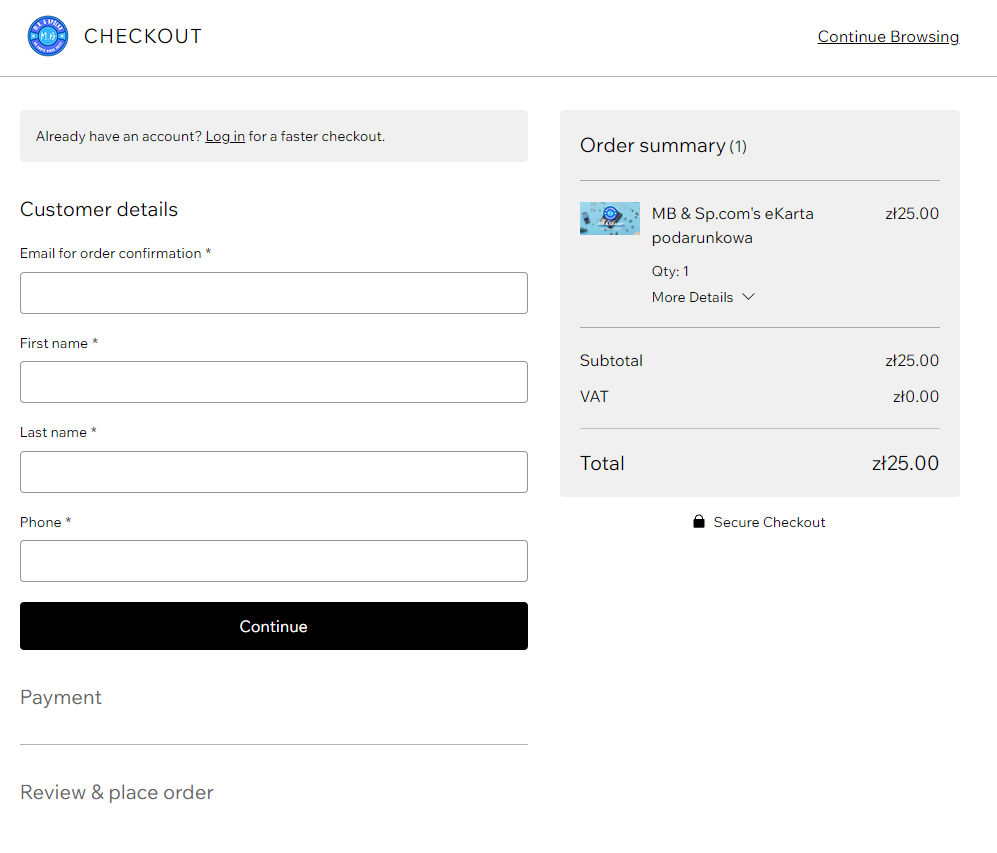 CHECKOUT
Continue Browsing
Already have an account? Log in for a faster checkout.
Customer details
Email for order confirmation *
First name *
Last name *
Phone *
Continue
Payment
Review & place order
Order summary (1)
MB & Sp.com's eKarta
podarunkowa
zł25.00
Qty: 1
More Details
Subtotal
zł25.00
VAT
zł0.00
Total
zł25.00
Secure Checkout